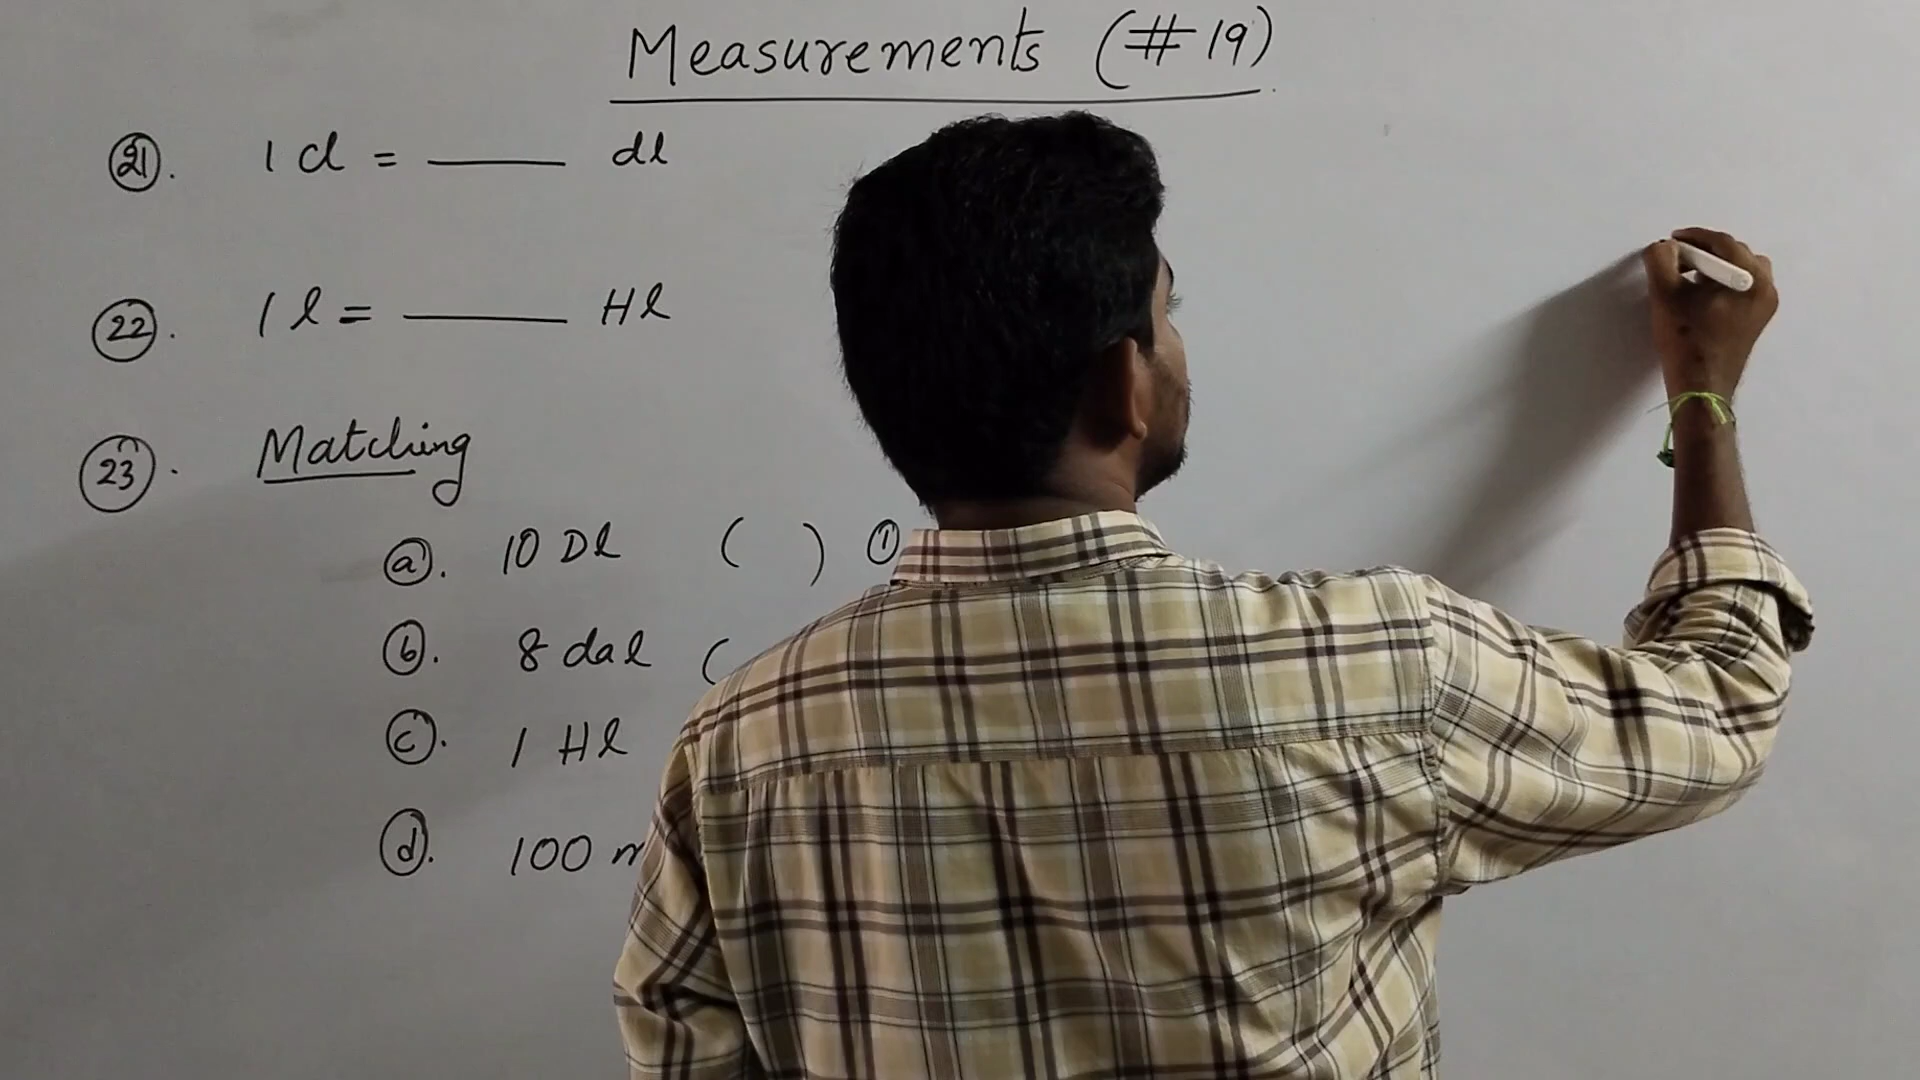 Measurements (#19)
21. 1 cl = ____ dl
22. 1 l = ____ Hl
23. Matching
a. 10 Dl ( ) 1
b. 8 dal (
c. 1 Hl
d. 100